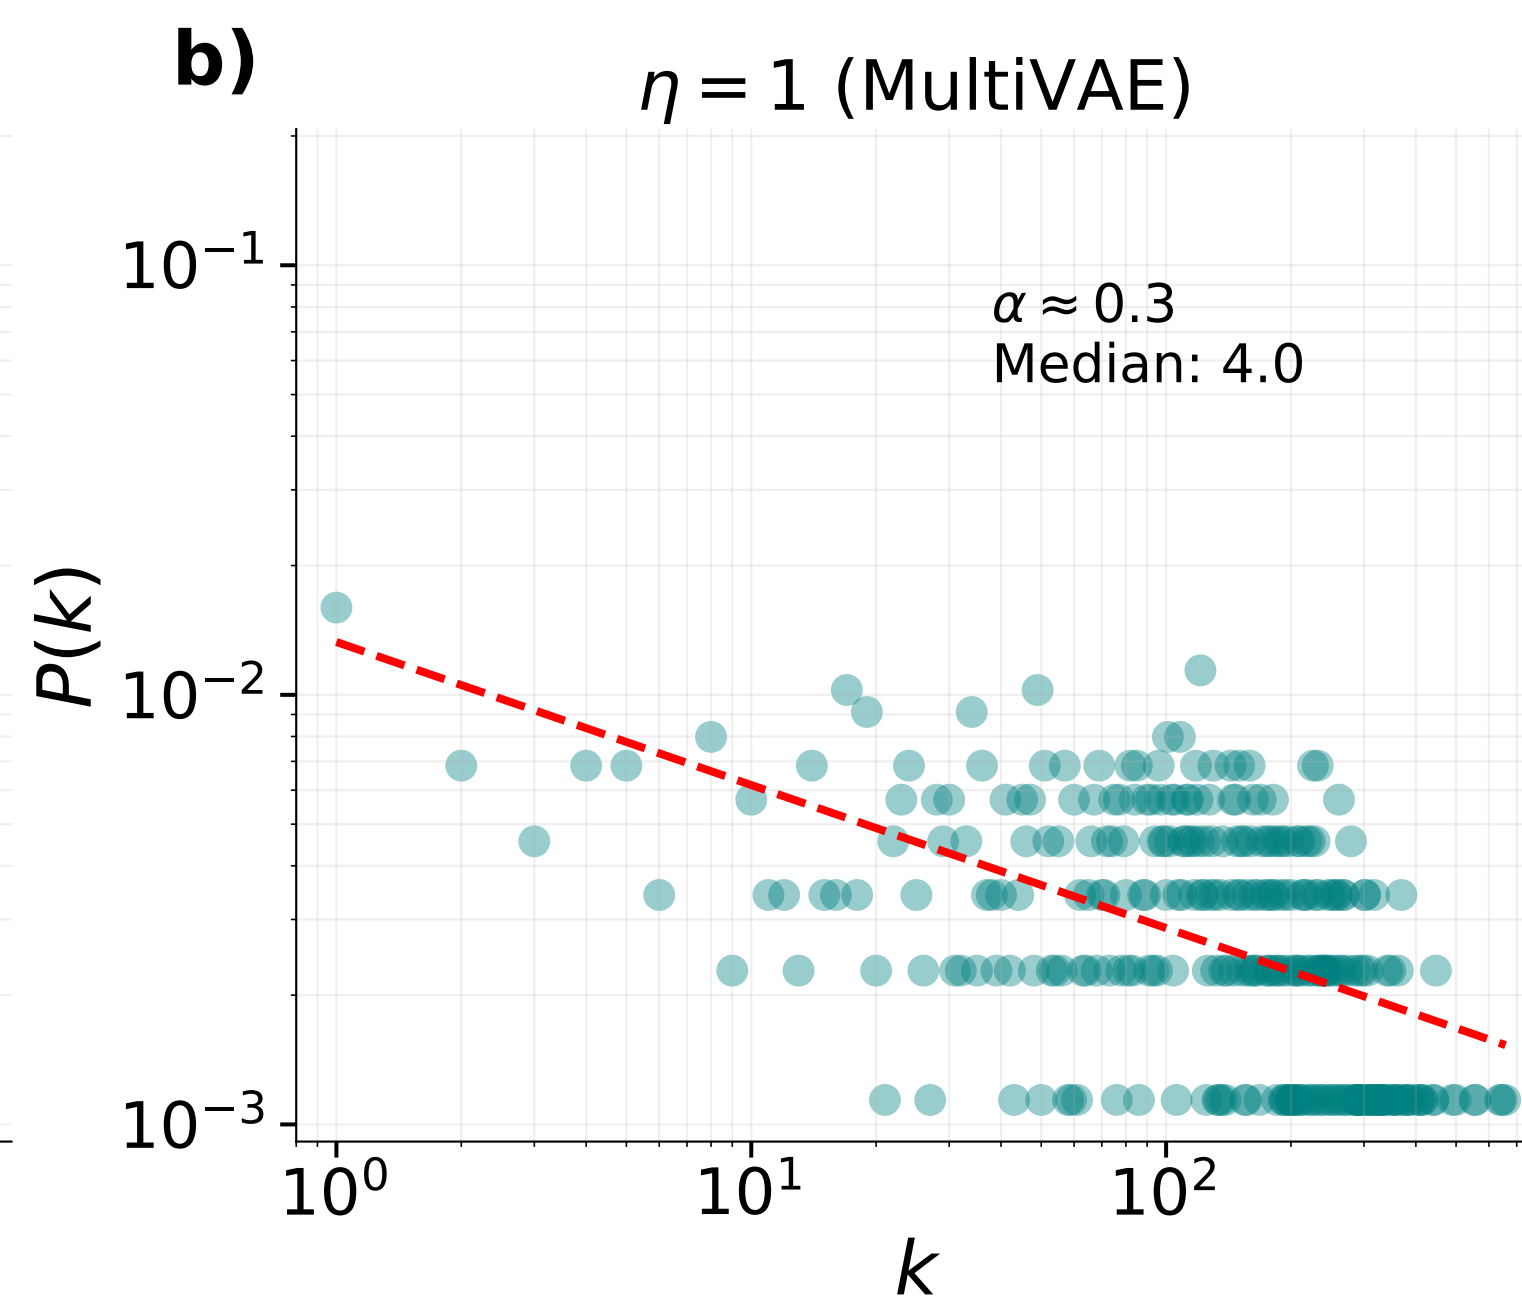 b)
η = 1 (MultiVAE)
10⁻¹
α ≈ 0.3
Median: 4.0
P(k)
10⁻²
10⁻³
10⁰ 10¹ 10²
k